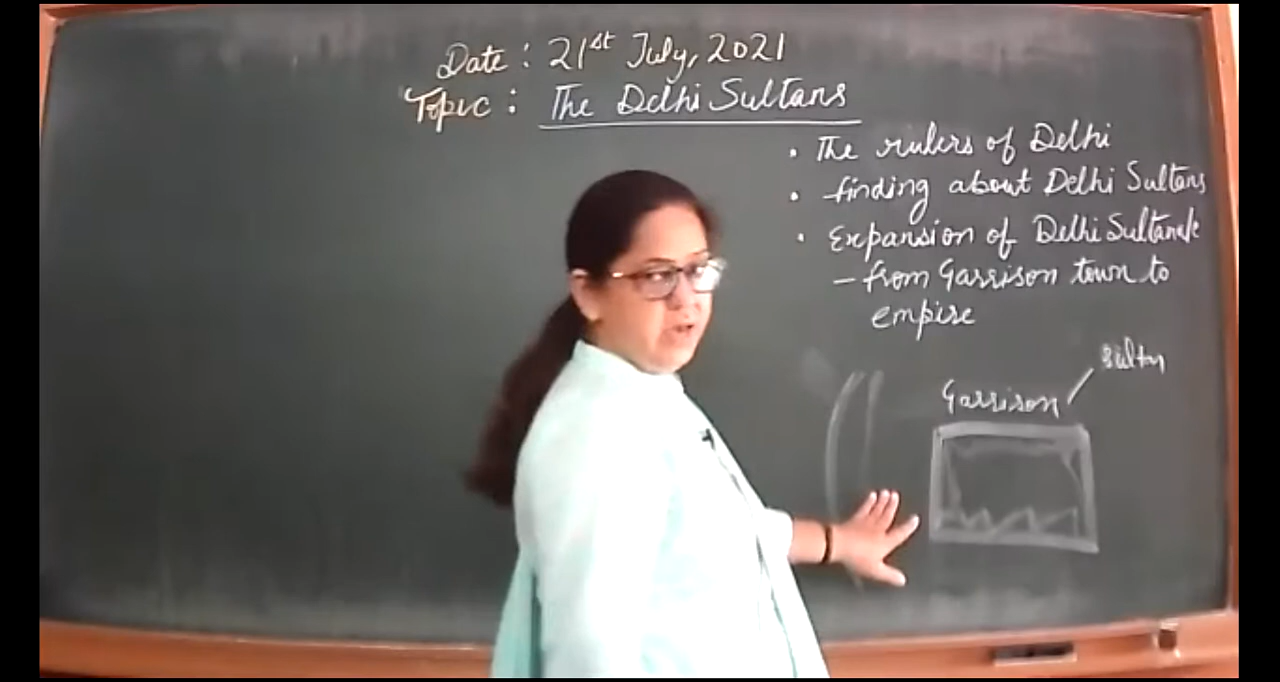 Date : 21st July, 2021
Topic : The Delhi Sultans
• The rulers of Delhi
• finding about Delhi Sultans
• Expansion of Delhi Sultanate
– from Garrison town to
empire
Sultan
Garrison